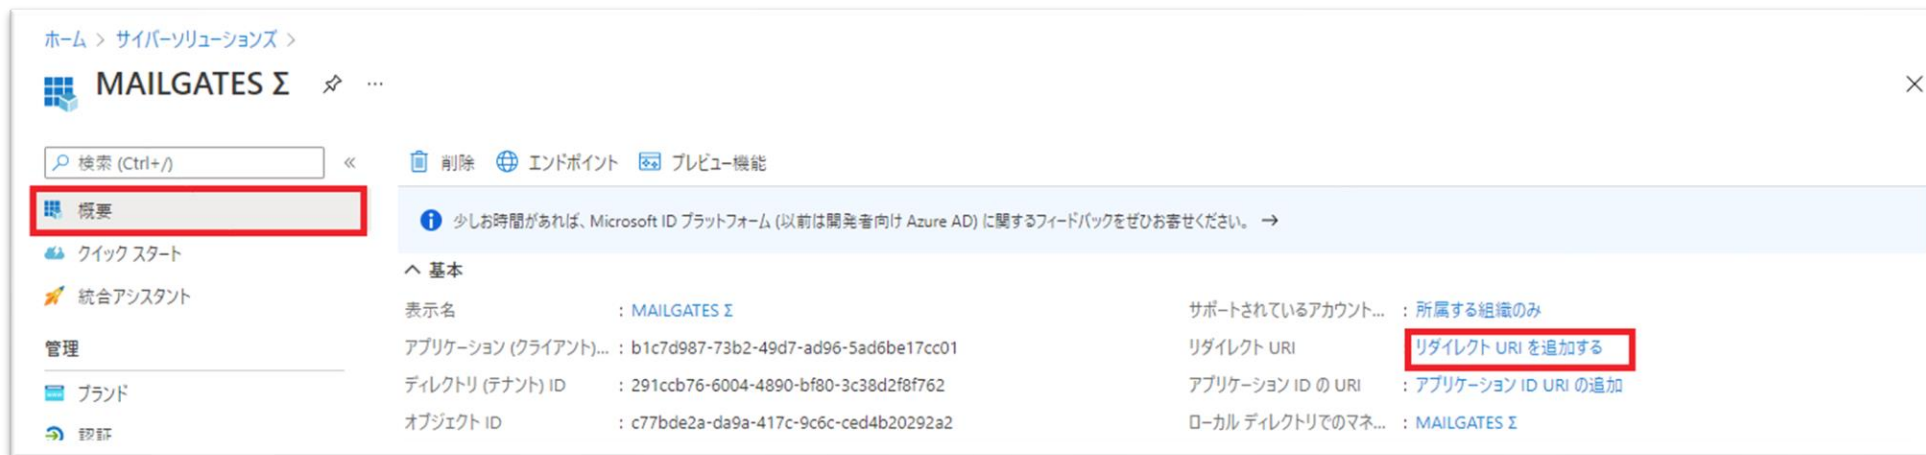 ホーム > サイバーソリューションズ >
MAILGATES Σ
検索 (Ctrl+/)
概要
クイック スタート
統合アシスタント
管理
ブランド
認証
削除 エンドポイント プレビュー機能
少しお時間があれば、Microsoft ID プラットフォーム (以前は開発者向け Azure AD) に関するフィードバックをぜひお寄せください。 →
基本
表示名 : MAILGATES Σ
アプリケーション (クライアント)... : b1c7d987-73b2-49d7-ad96-5ad6be17cc01
ディレクトリ (テナント) ID : 291ccb76-6004-4890-bf80-3c38d2f8f762
オブジェクト ID : c77bde2a-da9a-417c-9c6c-ced4b20292a2
サポートされているアカウント... : 所属する組織のみ
リダイレクト URI : リダイレクト URI を追加する
アプリケーション ID の URI : アプリケーション ID URI の追加
ローカル ディレクトリでのマネ... : MAILGATES Σ